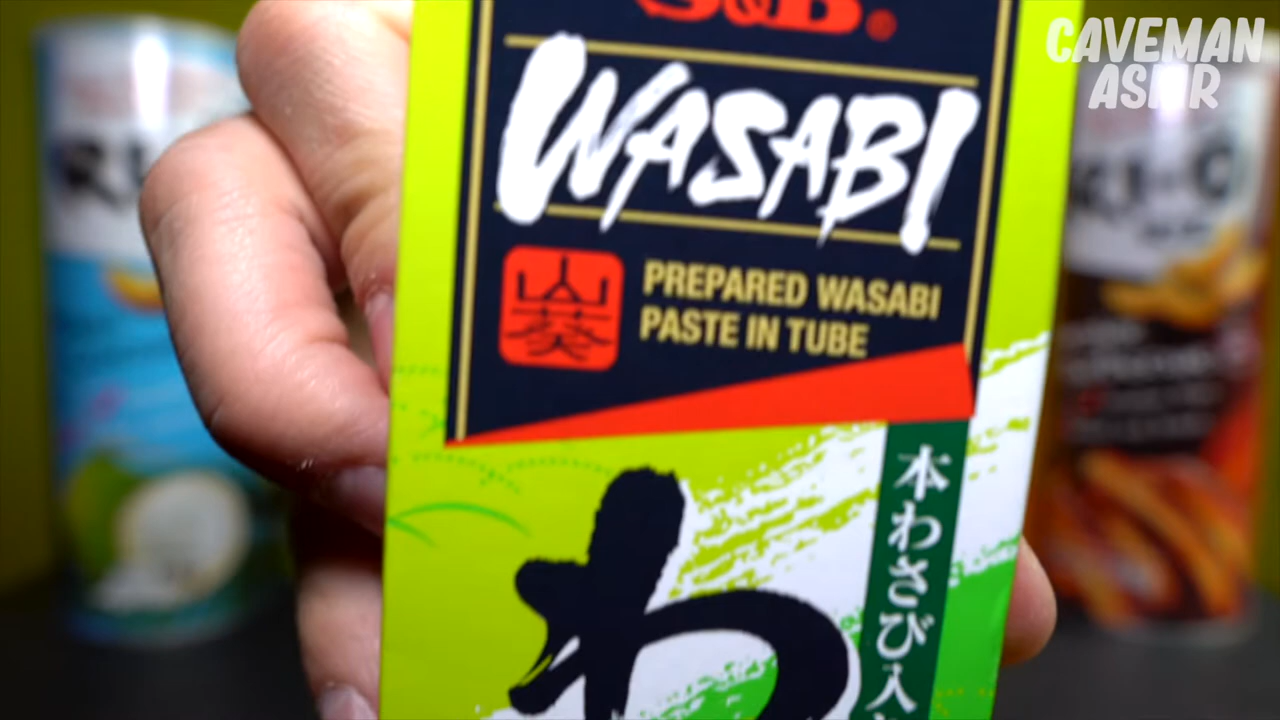 S&B®
CAVEMAN
ASMR
WASABI
山葵
PREPARED WASABI
PASTE IN TUBE
本わさび入
わ